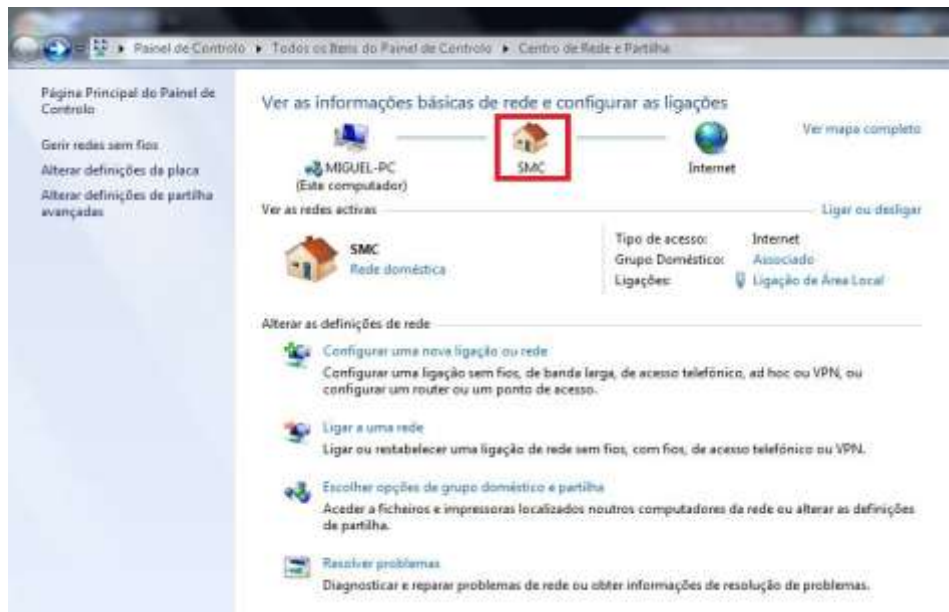 Painel de Controlo ▸ Todos os Itens do Painel de Controlo ▸ Centro de Rede e Partilha
Página Principal do Painel de
Controlo
Gerir redes sem fios
Alterar definições da placa
Alterar definições de partilha
avançadas
Ver as informações básicas de rede e configurar as ligações
Ver mapa completo
MIGUEL-PC
(Este computador)
SMC
Internet
Ver as redes activas
Ligar ou desligar
SMC
Rede doméstica
Tipo de acesso: Internet
Grupo Doméstico: Associado
Ligações: Ligação de Área Local
Alterar as definições de rede
Configurar uma nova ligação ou rede
Configurar uma ligação sem fios, de banda larga, de acesso telefónico, ad hoc ou VPN, ou
configurar um router ou um ponto de acesso.
Ligar a uma rede
Ligar ou restabelecer uma ligação de rede sem fios, com fios, de acesso telefónico ou VPN.
Escolher opções de grupo doméstico e partilha
Aceder a ficheiros e impressoras localizados noutros computadores da rede ou alterar as definições
de partilha.
Resolver problemas
Diagnosticar e reparar problemas de rede ou obter informações de resolução de problemas.